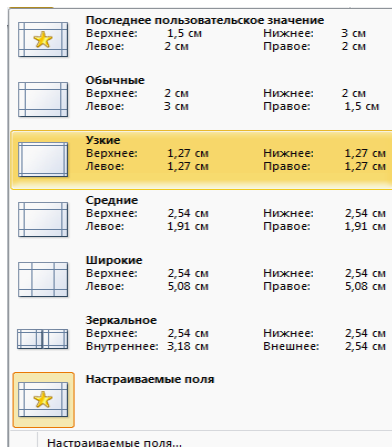 Последнее пользовательское значение
Верхнее: 1,5 см Нижнее: 3 см
Левое: 2 см Правое: 2 см
Обычные
Верхнее: 2 см Нижнее: 2 см
Левое: 3 см Правое: 1,5 см
Узкие
Верхнее: 1,27 см Нижнее: 1,27 см
Левое: 1,27 см Правое: 1,27 см
Средние
Верхнее: 2,54 см Нижнее: 2,54 см
Левое: 1,91 см Правое: 1,91 см
Широкие
Верхнее: 2,54 см Нижнее: 2,54 см
Левое: 5,08 см Правое: 5,08 см
Зеркальное
Верхнее: 2,54 см Нижнее: 2,54 см
Внутреннее: 3,18 см Внешнее: 2,54 см
Настраиваемые поля
Настраиваемые поля...